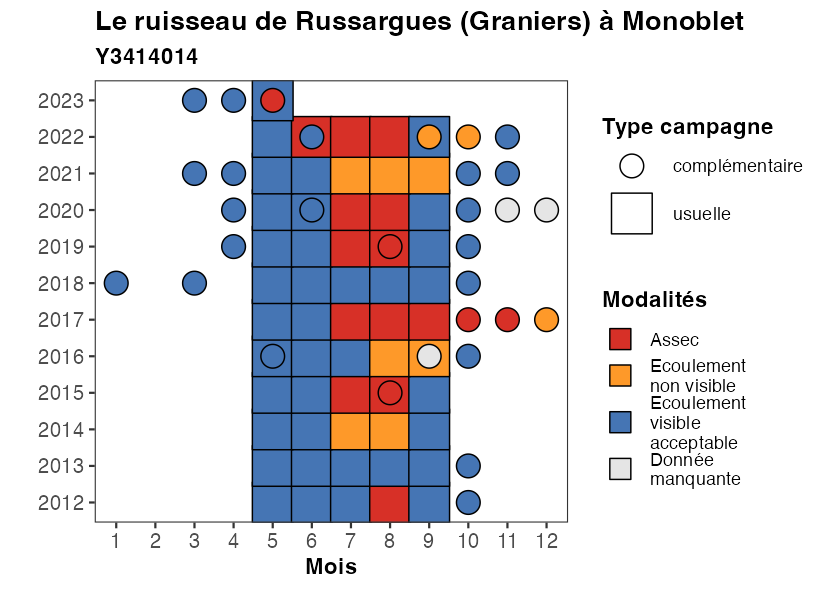 Le ruisseau de Russargues (Graniers) à Monoblet
Y3414014
2023
2022
2021
2020
2019
2018
2017
2016
2015
2014
2013
2012
1 2 3 4 5 6 7 8 9 10 11 12
Mois
Type campagne
complémentaire
usuelle
Modalités
Assec
Ecoulement
non visible
Ecoulement
visible
acceptable
Donnée
manquante